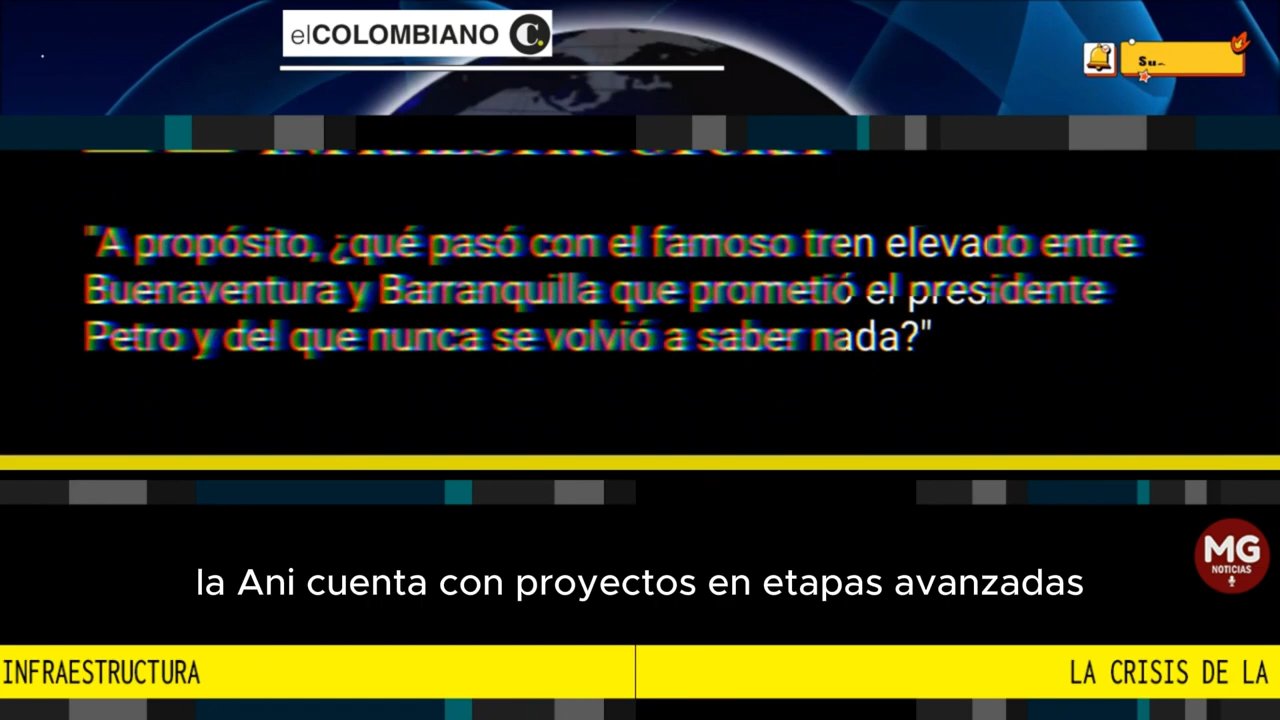 elCOLOMBIANO C.
Su
"A propósito, ¿qué pasó con el famoso tren elevado entre
Buenaventura y Barranquilla que prometió el presidente
Petro y del que nunca se volvió a saber nada?"
la Ani cuenta con proyectos en etapas avanzadas
MG
NOTICIAS
INFRAESTRUCTURA
LA CRISIS DE LA